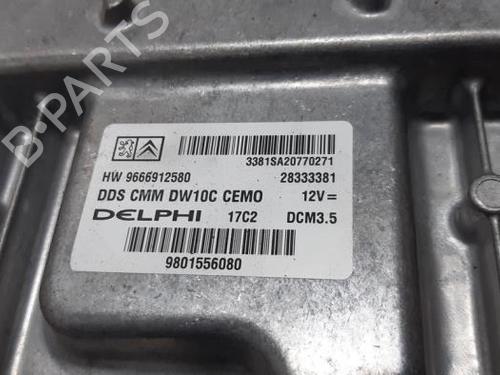 B-PARTS
3381SA20770271
HW 9666912580 28333381
DDS CMM DW10C CEMO 12V=
DELPHI 17C2 DCM3.5
9801556080